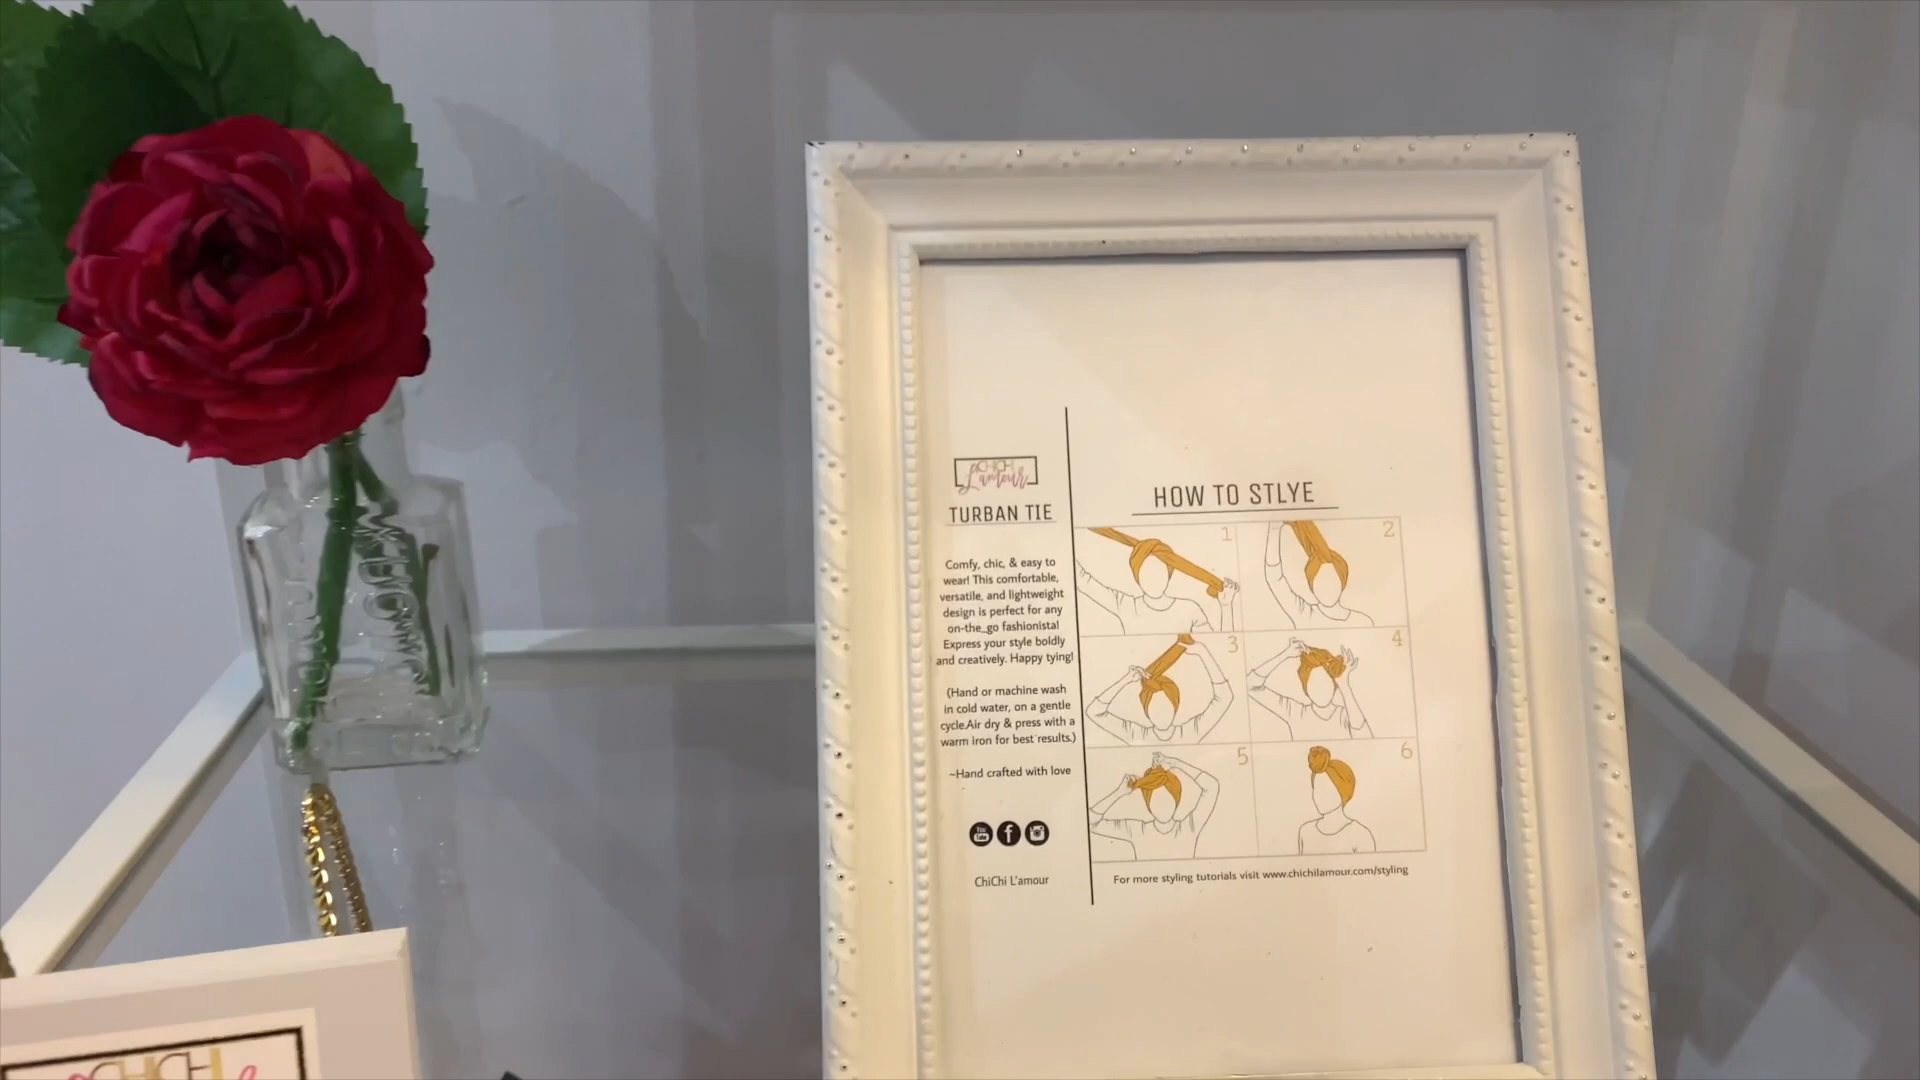 CHICHI
L'amour
TURBAN TIE
Comfy, chic, & easy to
wear! This comfortable,
versatile, and lightweight
design is perfect for any
on-the_go fashionista!
Express your style boldly
and creatively. Happy tying!
(Hand or machine wash
in cold water, on a gentle
cycle.Air dry & press with a
warm iron for best results.)
~Hand crafted with love
You
Tube
f
ChiChi L'amour
HOW TO STLYE
1
2
3
4
5
6
For more styling tutorials visit www.chichilamour.com/styling
CHICHI